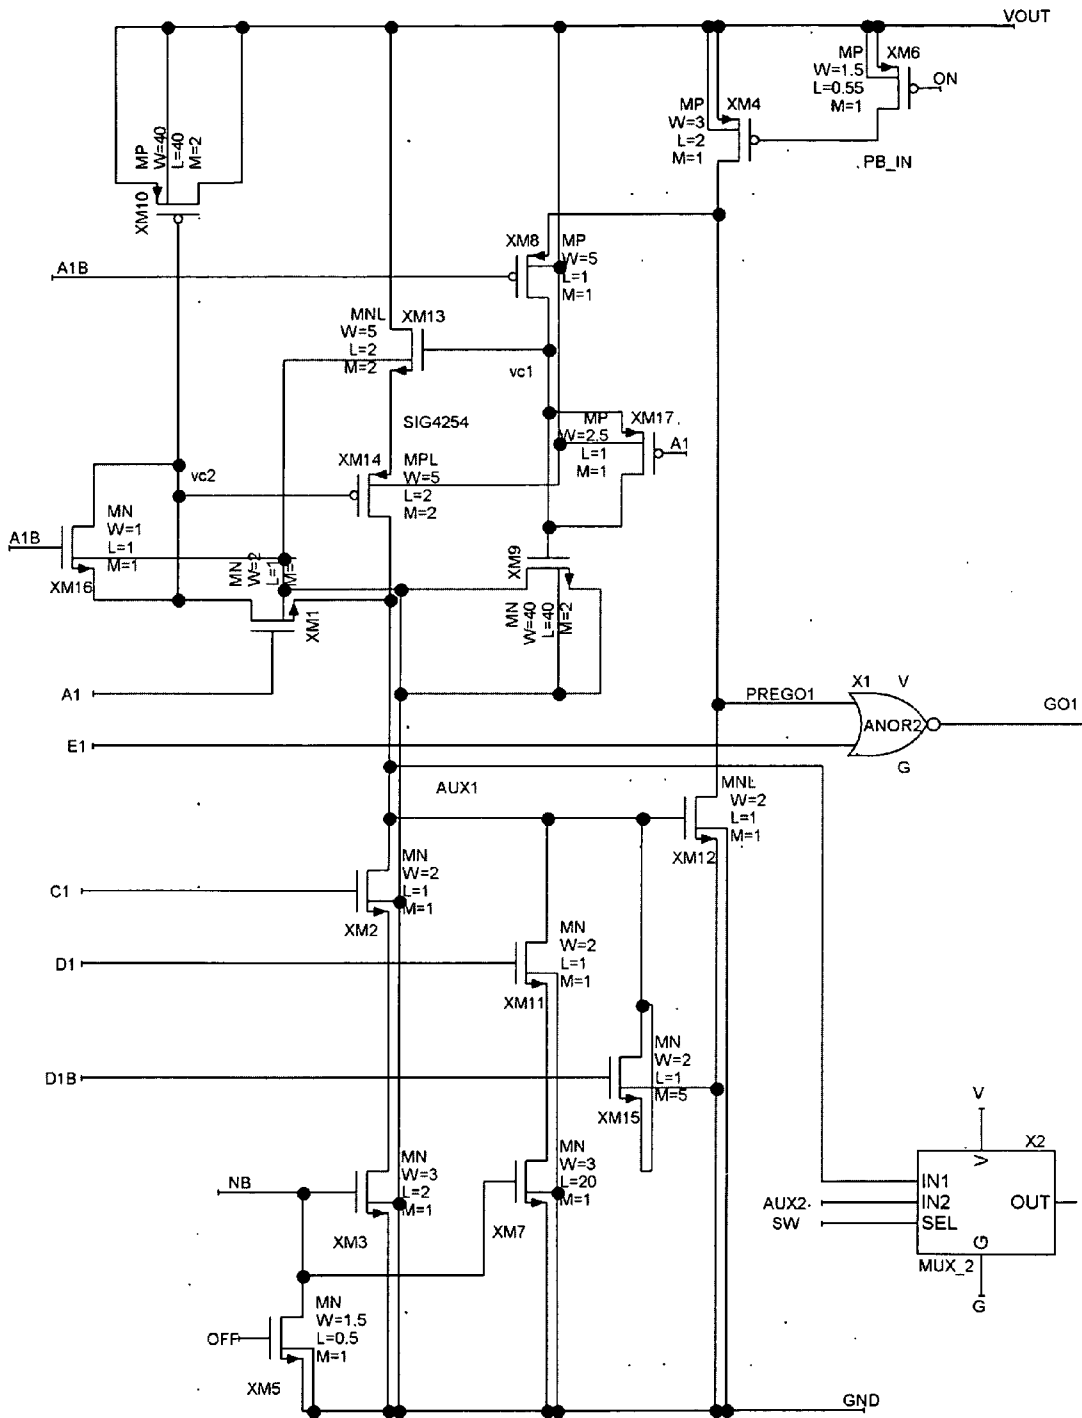 VOUT
MP
W=1.5
L=0.55
M=1
XM6
ON
MP
W=3
L=2
M=1
XM4
PB_IN
MP
W=40
L=40
M=2
XM10
A1B
XM8
MP
W=5
L=1
M=1
MNL
W=5
L=2
M=2
XM13
vc1
SIG4254
MP
W=2.5
L=1
M=1
XM17
A1
XM14
MPL
W=5
L=2
M=2
vc2
A1B
MN
W=1
L=1
M=1
XM16
MN
W=2
L=1
XM1
XM9
MN
W=40
L=40
M=2
A1
E1
PREGO1
X1
V
ANOR2
G
GO1
AUX1
MNL
W=2
L=1
M=1
XM12
C1
MN
W=2
L=1
M=1
XM2
D1
MN
W=2
L=1
M=1
XM11
D1B
MN
W=2
L=1
M=5
XM15
NB
MN
W=3
L=2
M=1
XM3
MN
W=3
L=20
M=1
XM7
V
X2
V
IN1
IN2
SEL
OUT
G
AUX2
SW
MUX_2
G
OFF
MN
W=1.5
L=0.5
M=1
XM5
GND